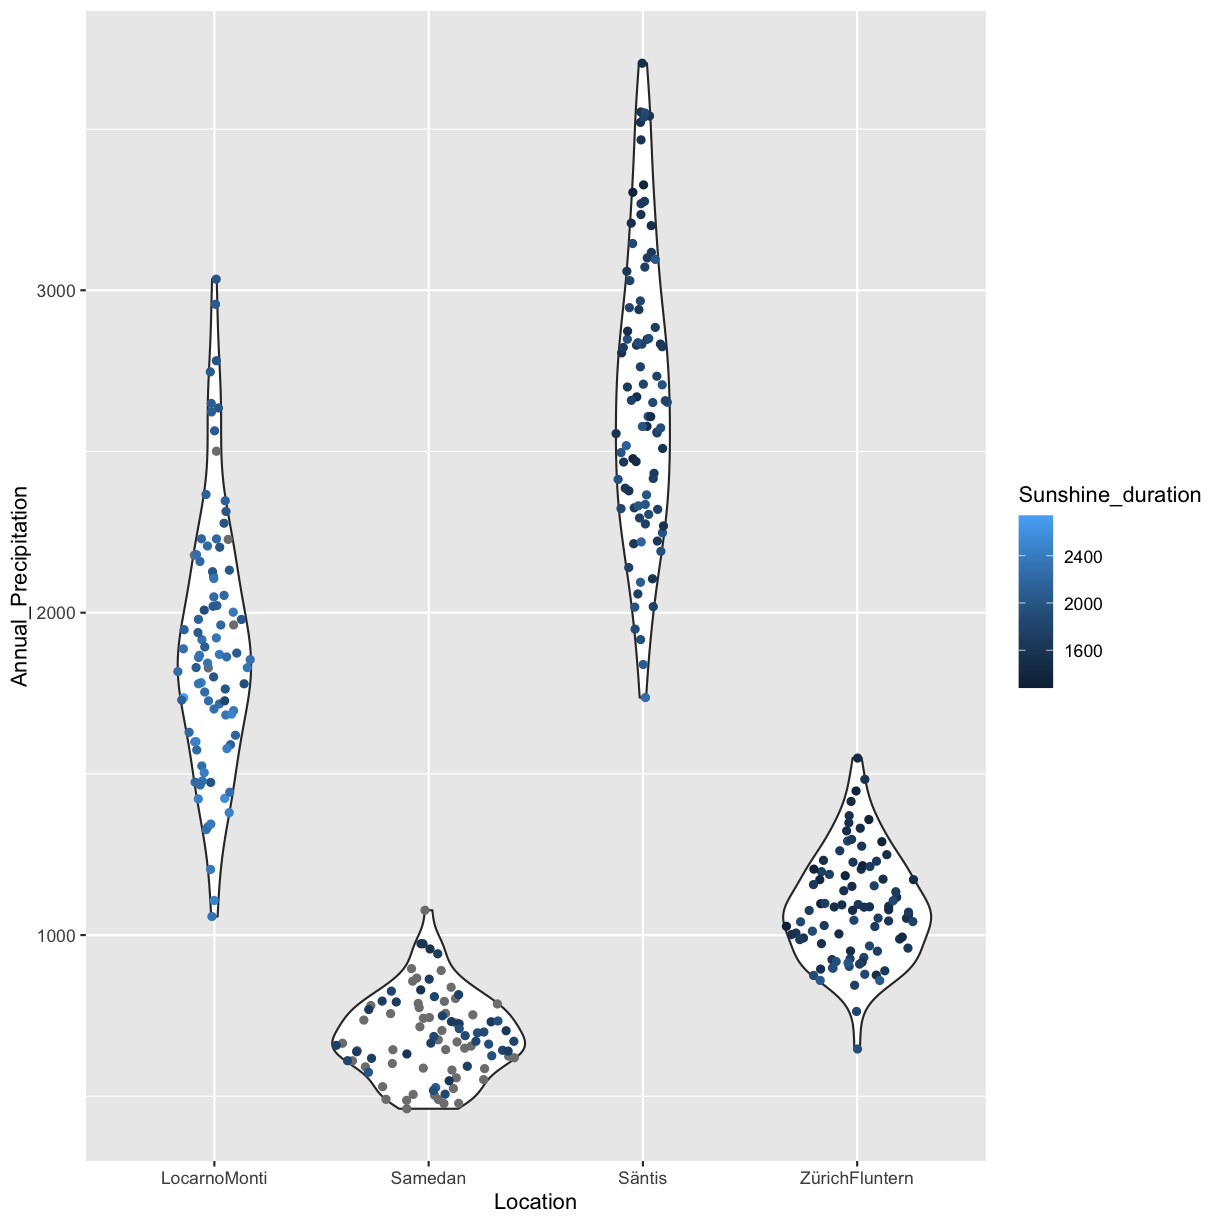 Annual_Precipitation
3000
2000
1000
LocarnoMonti
Samedan
Säntis
ZürichFluntern
Location
Sunshine_duration
2400
2000
1600